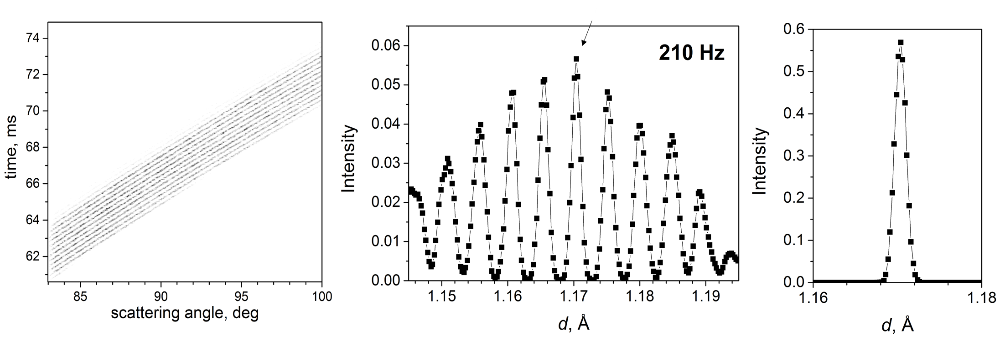 74
72
70
68
66
64
62
time, ms
85 90 95 100
scattering angle, deg
0.06
0.05
0.04
0.03
0.02
0.01
0.00
Intensity
210 Hz
1.15 1.16 1.17 1.18 1.19
d, Å
0.6
0.5
0.4
0.3
0.2
0.1
0.0
Intensity
1.16 1.18
d, Å